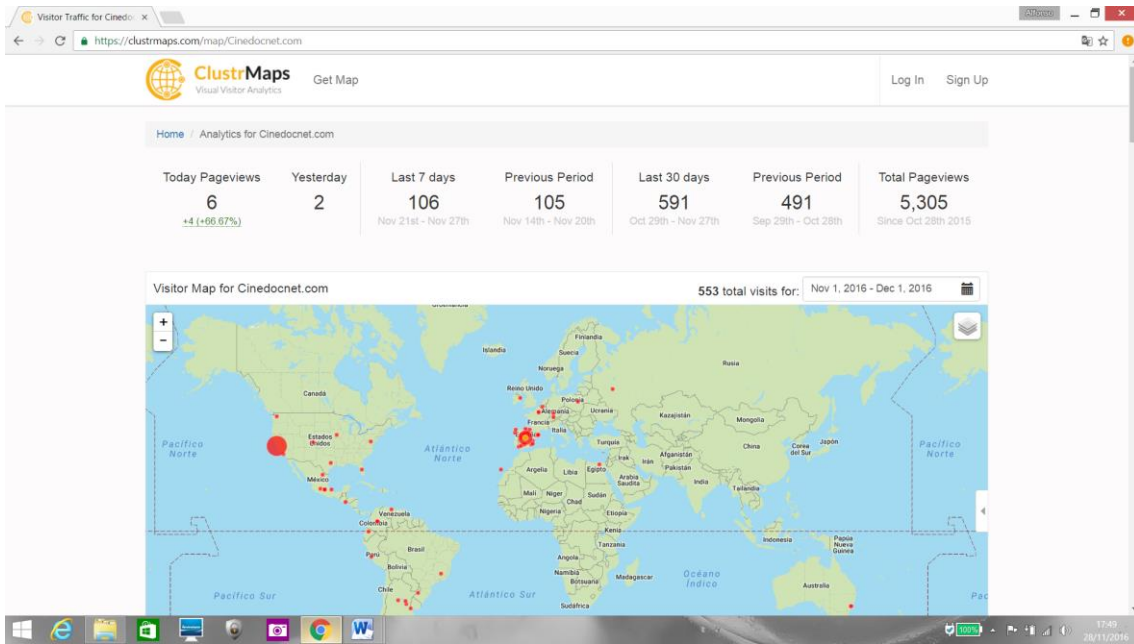 Visitor Traffic for Cinedoc
Alfonso
https://clustrmaps.com/map/Cinedocnet.com
ClustrMaps
Visual Visitor Analytics
Get Map
Log In
Sign Up
Home / Analytics for Cinedocnet.com
Today Pageviews
Yesterday
Last 7 days
Previous Period
Last 30 days
Previous Period
Total Pageviews
6
2
106
105
591
491
5,305
+4 (+66.67%)
Nov 21st - Nov 27th
Nov 14th - Nov 20th
Oct 29th - Nov 27th
Sep 29th - Oct 28th
Since Oct 28th 2015
Visitor Map for Cinedocnet.com
553 total visits for:
Nov 1, 2016 - Dec 1, 2016
+
-
Groenlandia
Islandia
Finlandia
Suecia
Noruega
Rusia
Canadá
Reino Unido
Polonia
Alemania
Ucrania
Francia
Italia
Kazajistán
Mongolia
Pacífico
Norte
Estados
Unidos
Atlántico
Norte
Turquía
China
Corea
del Sur
Japón
Pacífico
Norte
Irak
Irán
Afganistán
Pakistán
México
Argelia
Libia
Egipto
Arabia
Saudita
India
Tailandia
Malí
Níger
Chad
Sudán
Nigeria
Etiopía
Venezuela
Colombia
Kenia
Tanzania
Indonesia
Papúa
Nueva
Guinea
Perú
Brasil
Bolivia
Angola
Namibia
Botsuana
Madagascar
Océano
Índico
Australia
Chile
Pacífico Sur
Atlántico Sur
Sudáfrica
Pac
100%
17:49
28/11/2016